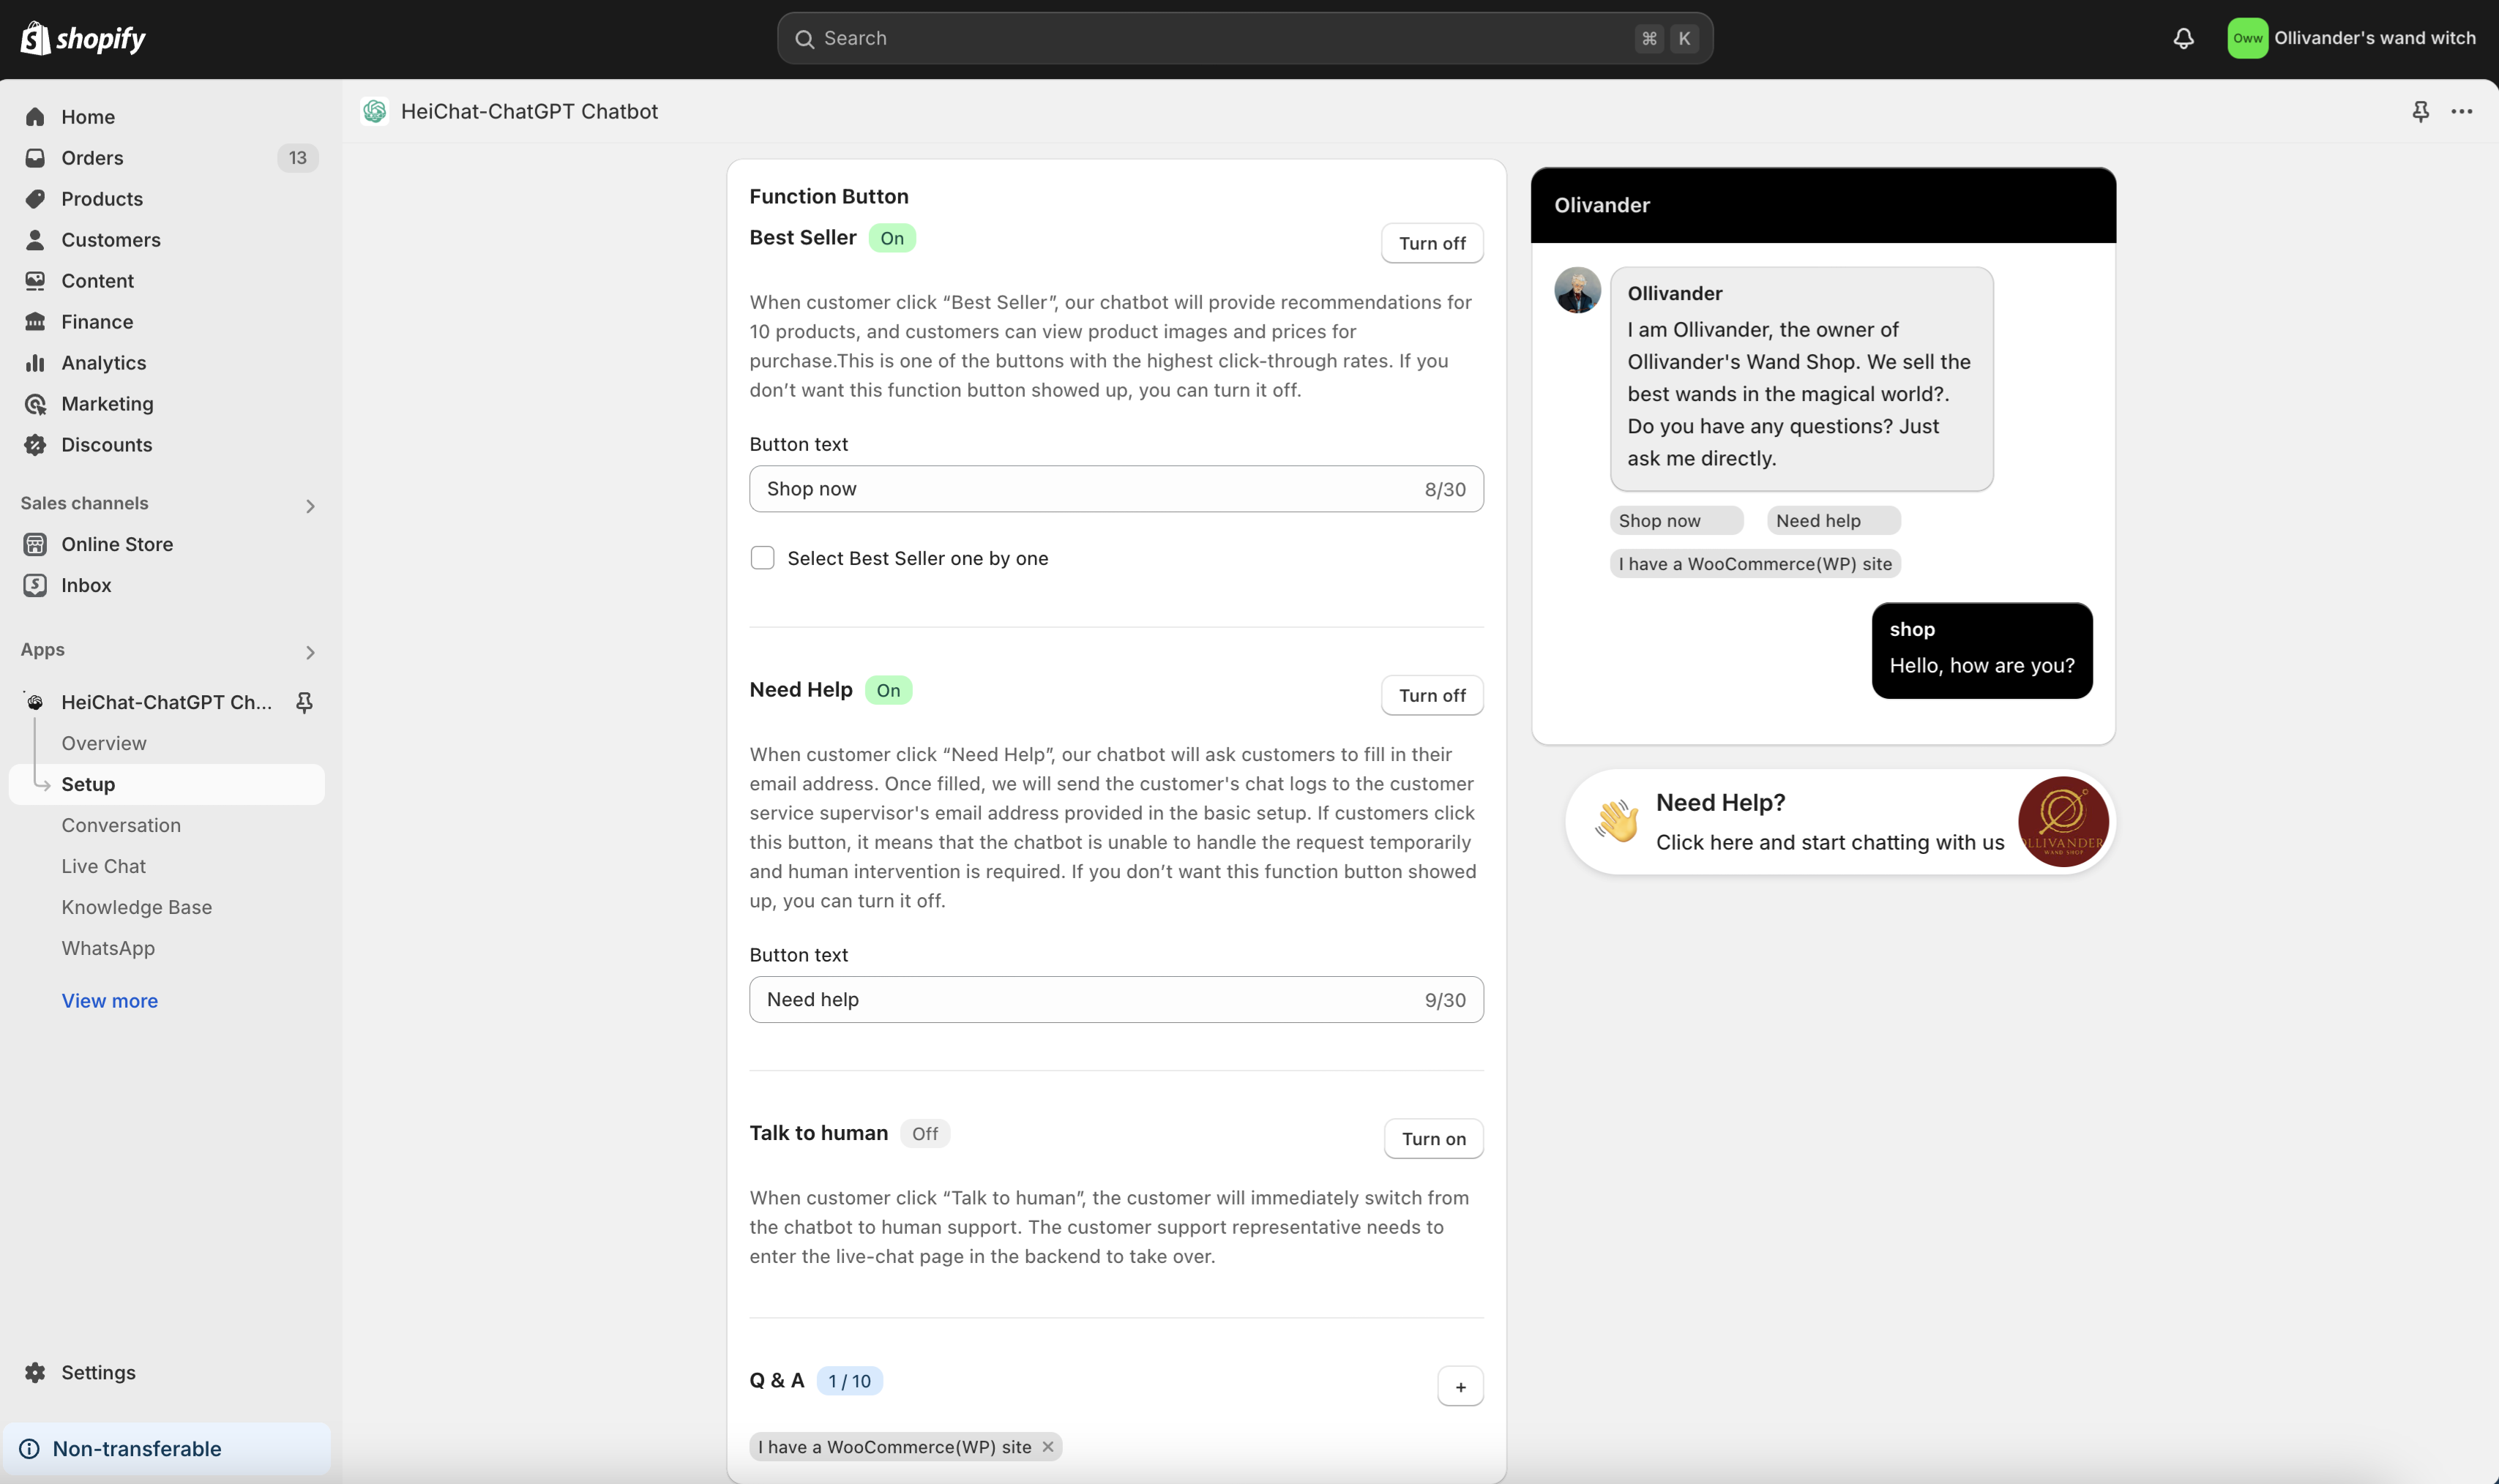 shopify
Search
⌘ K
Oww
Ollivander's wand witch
Home
Orders 13
Products
Customers
Content
Finance
Analytics
Marketing
Discounts
Sales channels
Online Store
Inbox
Apps
HeiChat-ChatGPT Ch...
Overview
Setup
Conversation
Live Chat
Knowledge Base
WhatsApp
View more
Settings
Non-transferable
HeiChat-ChatGPT Chatbot
Function Button
Best Seller On
Turn off
When customer click “Best Seller”, our chatbot will provide recommendations for
10 products, and customers can view product images and prices for
purchase.This is one of the buttons with the highest click-through rates. If you
don’t want this function button showed up, you can turn it off.
Button text
Shop now 8/30
Select Best Seller one by one
Need Help On
Turn off
When customer click “Need Help”, our chatbot will ask customers to fill in their
email address. Once filled, we will send the customer's chat logs to the customer
service supervisor's email address provided in the basic setup. If customers click
this button, it means that the chatbot is unable to handle the request temporarily
and human intervention is required. If you don’t want this function button showed
up, you can turn it off.
Button text
Need help 9/30
Talk to human Off
Turn on
When customer click “Talk to human”, the customer will immediately switch from
the chatbot to human support. The customer support representative needs to
enter the live-chat page in the backend to take over.
Q & A 1 / 10
+
I have a WooCommerce(WP) site
Olivander
Ollivander
I am Ollivander, the owner of
Ollivander's Wand Shop. We sell the
best wands in the magical world?.
Do you have any questions? Just
ask me directly.
Shop now
Need help
I have a WooCommerce(WP) site
shop
Hello, how are you?
Need Help?
Click here and start chatting with us
OLLIVANDER
WAND SHOP